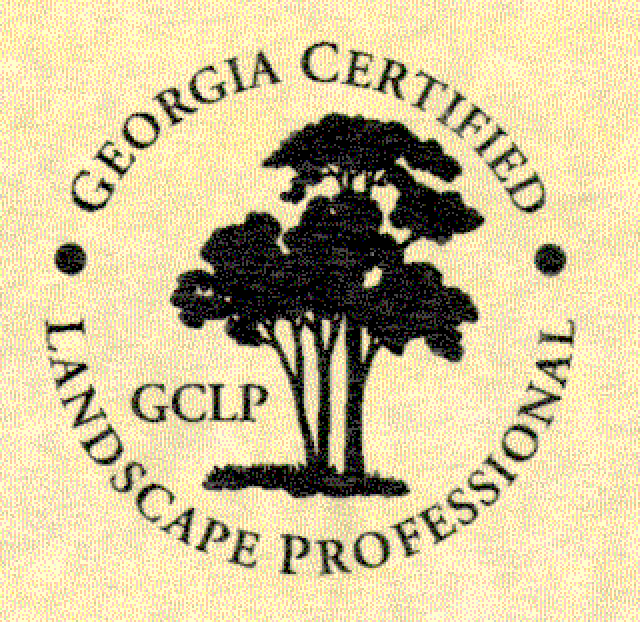 GEORGIA CERTIFIED
GCLP
LANDSCAPE PROFESSIONAL